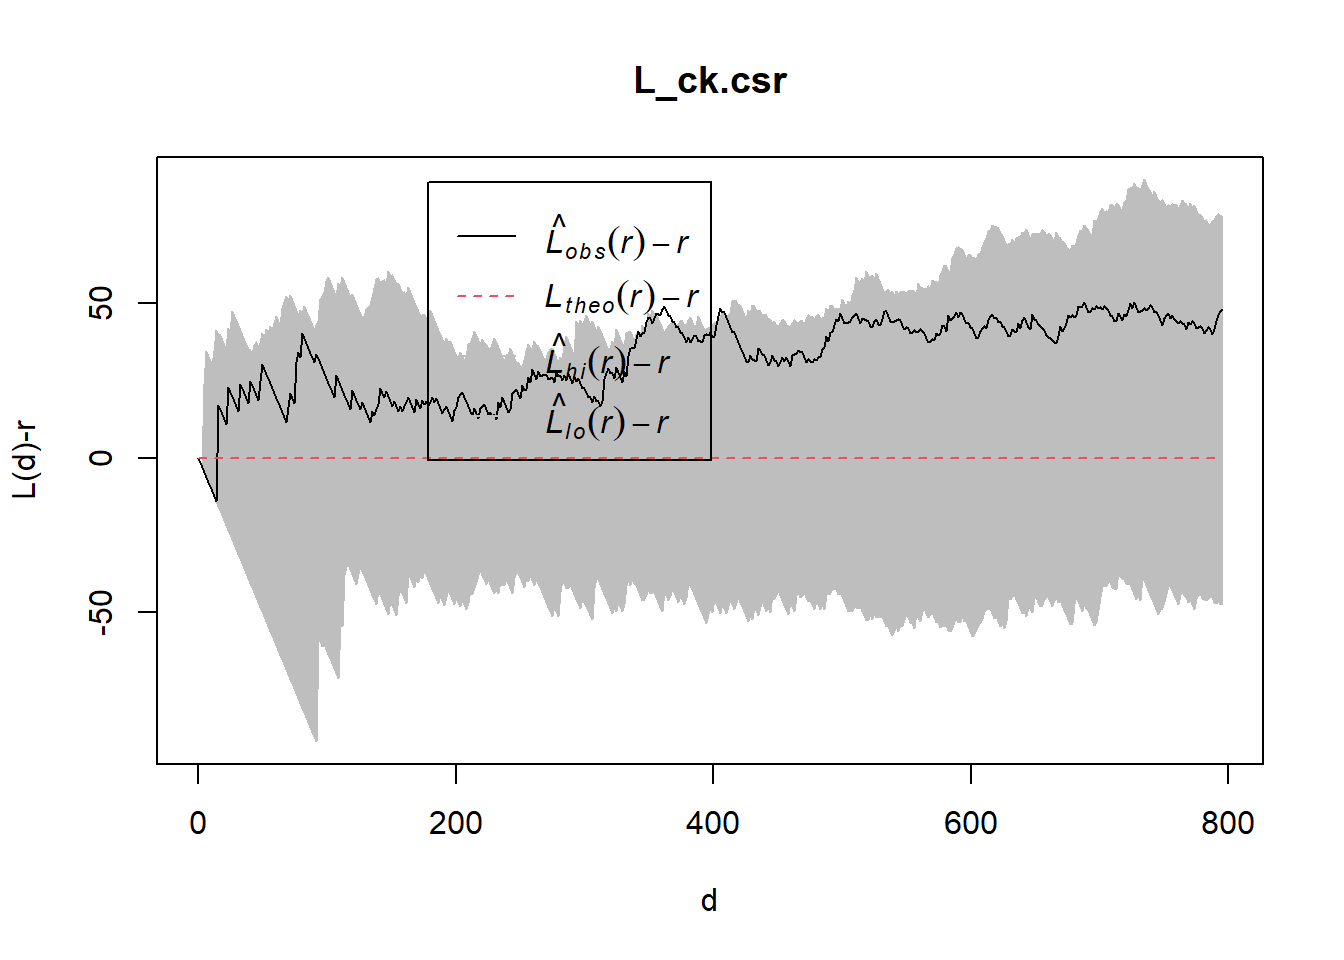 L_ck.csr
L̂obs(r) – r
Ltheo(r) – r
L̂hi(r) – r
L̂lo(r) – r
50
0
-50
L(d)-r
0 200 400 600 800
d